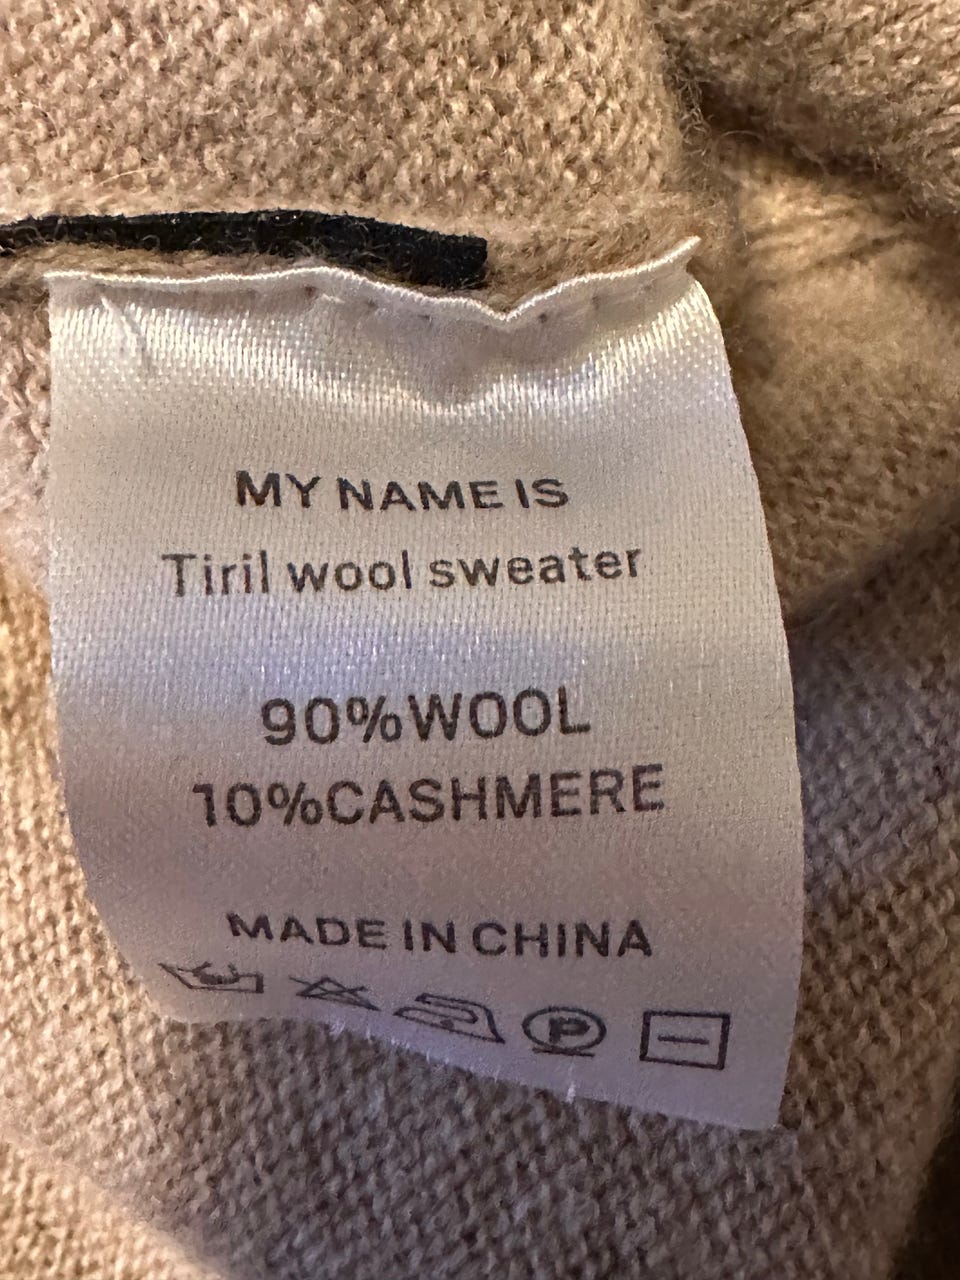 MY NAME IS
Tiril wool sweater
90%WOOL
10%CASHMERE
MADE IN CHINA
P